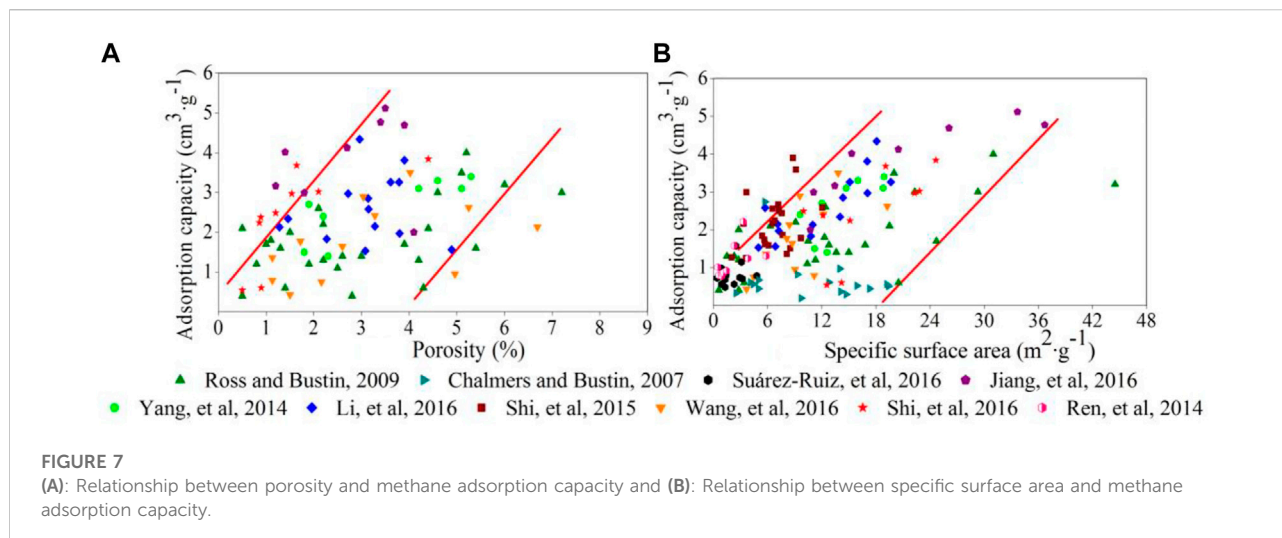 A
B
Adsorption capacity (cm³·g⁻¹)
6
5
4
3
2
1
0 1 2 3 4 5 6 7 8 9
Porosity (%)
Adsorption capacity (cm³·g⁻¹)
6
5
4
3
2
1
0 6 12 18 24 30 36 42 48
Specific surface area (m²·g⁻¹)
Ross and Bustin, 2009 Chalmers and Bustin, 2007 Suárez-Ruiz, et al, 2016 Jiang, et al, 2016
Yang, et al, 2014 Li, et al, 2016 Shi, et al, 2015 Wang, et al, 2016 Shi, et al, 2016 Ren, et al, 2014
FIGURE 7
(A): Relationship between porosity and methane adsorption capacity and (B): Relationship between specific surface area and methane
adsorption capacity.